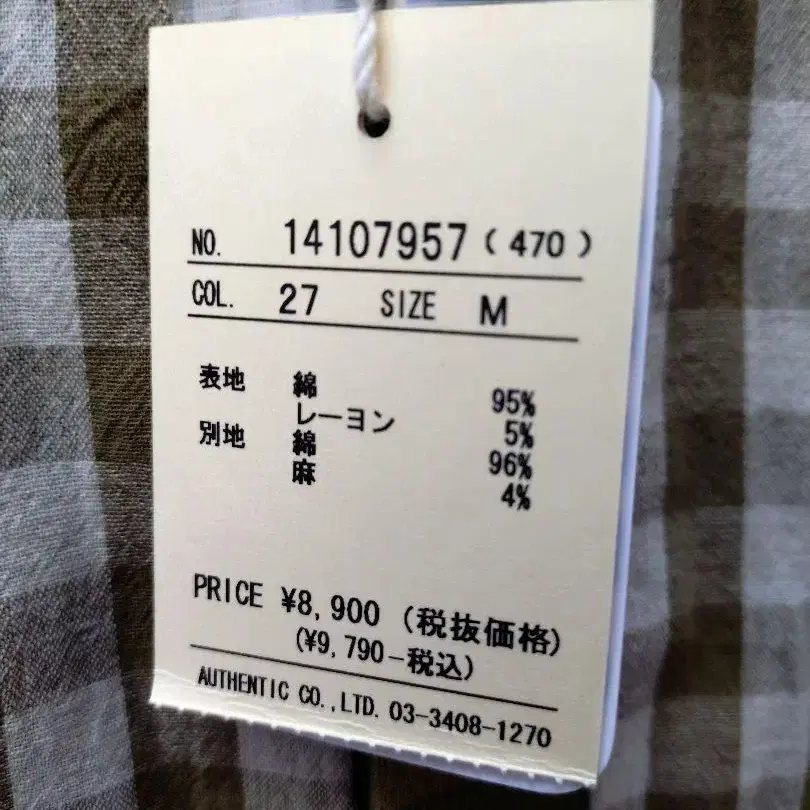 NO. 14107957 (470)
COL. 27 SIZE M
表地 綿 95%
レーヨン 5%
別地 綿 96%
麻 4%
PRICE ¥8,900 (税抜価格)
(¥9,790-税込)
AUTHENTIC CO.,LTD. 03-3408-1270